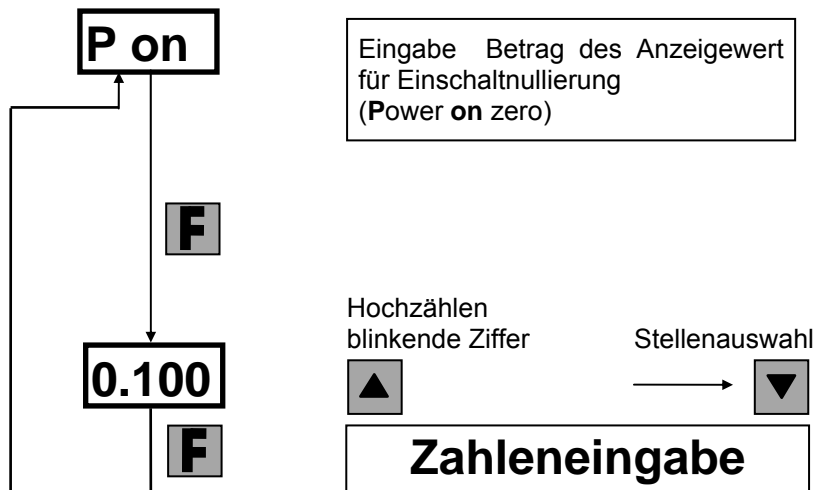 P on
Eingabe Betrag des Anzeigewert
für Einschaltnullierung
(Power on zero)
F
Hochzählen
blinkende Ziffer
Stellenauswahl
0.100
F
Zahleneingabe